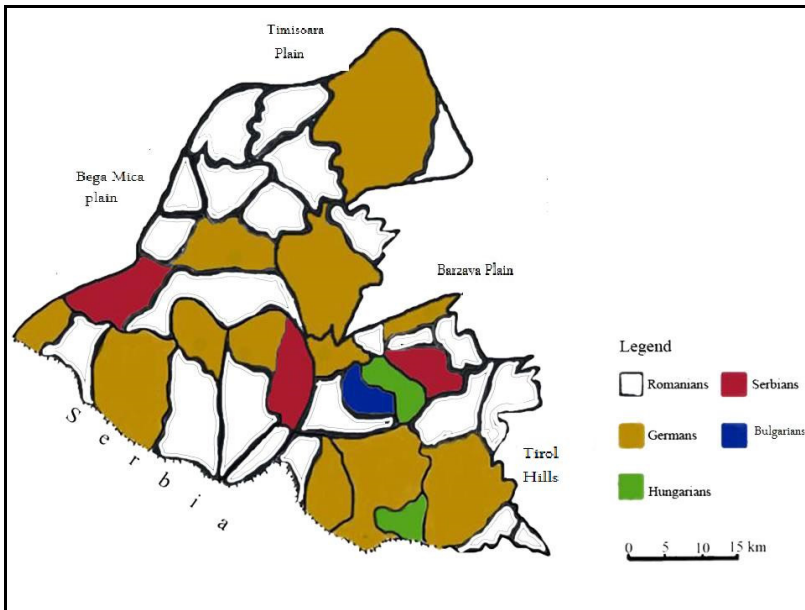 Timisoara
Plain
Bega Mica
plain
Barzava Plain
Tirol
Hills
Serbia
Legend
Romanians
Serbians
Germans
Bulgarians
Hungarians
0 5 10 15 km